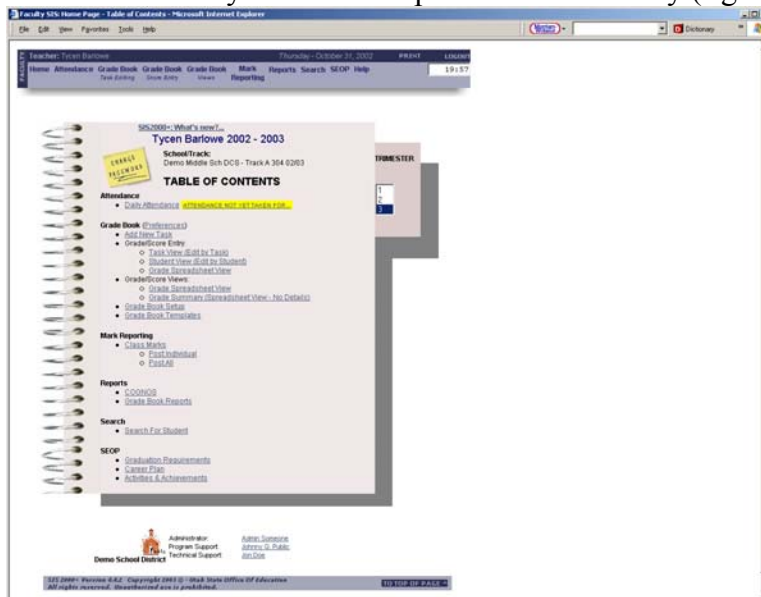 Faculty SIS: Home Page - Table of Contents - Microsoft Internet Explorer
File Edit View Favorites Tools Help
Dictionary
FACULTY
Teacher: Tycen Barlowe Thursday - October 31, 2002 PRINT LOGOUT
Home Attendance Grade Book Grade Book Grade Book Mark Reports Search SEOP Help 19:57
Task Editing Score Entry Views Reporting
SIS2000+: What's new?...
Tycen Barlowe 2002 - 2003
CHANGE PASSWORD
School/Track:
Demo Middle Sch DCS - Track A 304 02/03
TRIMESTER
1
2
3
TABLE OF CONTENTS
Attendance
Daily Attendance ATTENDANCE NOT YET TAKEN FOR...
Grade Book (Preferences)
Add New Task
Grade/Score Entry:
Task View (Edit by Task)
Student View (Edit by Student)
Grade Spreadsheet View
Grade/Score Views:
Grade Spreadsheet View
Grade Summary (Spreadsheet View - No Details)
Grade Book Setup
Grade Book Templates
Mark Reporting
Class Marks
Post Individual
Post All
Reports
COGNOS
Grade Book Reports
Search
Search For Student
SEOP
Graduation Requirements
Career Plan
Activities & Achievements
Administrator: Admin Someone
Program Support: Johnny Q. Public
Technical Support: Jon Doe
Demo School District
SIS 2000+ Version 4.0.2 Copyright 2003 © - Utah State Office Of Education
All rights reserved. Unauthorized use is prohibited.
TO TOP OF PAGE ^